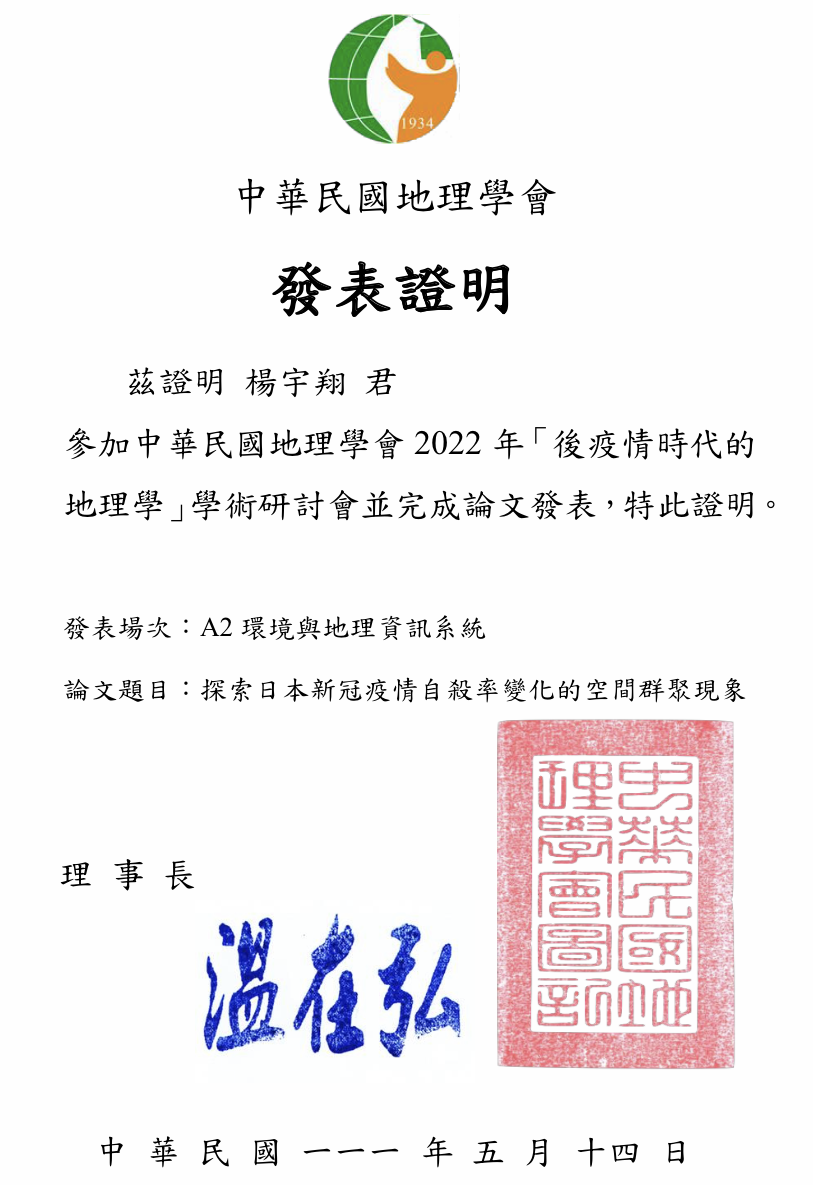 1934
中華民國地理學會
發表證明
茲證明 楊宇翔 君
參加中華民國地理學會 2022 年「後疫情時代的
地理學」學術研討會並完成論文發表，特此證明。
發表場次：A2 環境與地理資訊系統
論文題目：探索日本新冠疫情自殺率變化的空間群聚現象
中華民國地
理學會圖記
理 事 長
溫在弘
中 華 民 國 一一一 年 五 月 十四 日